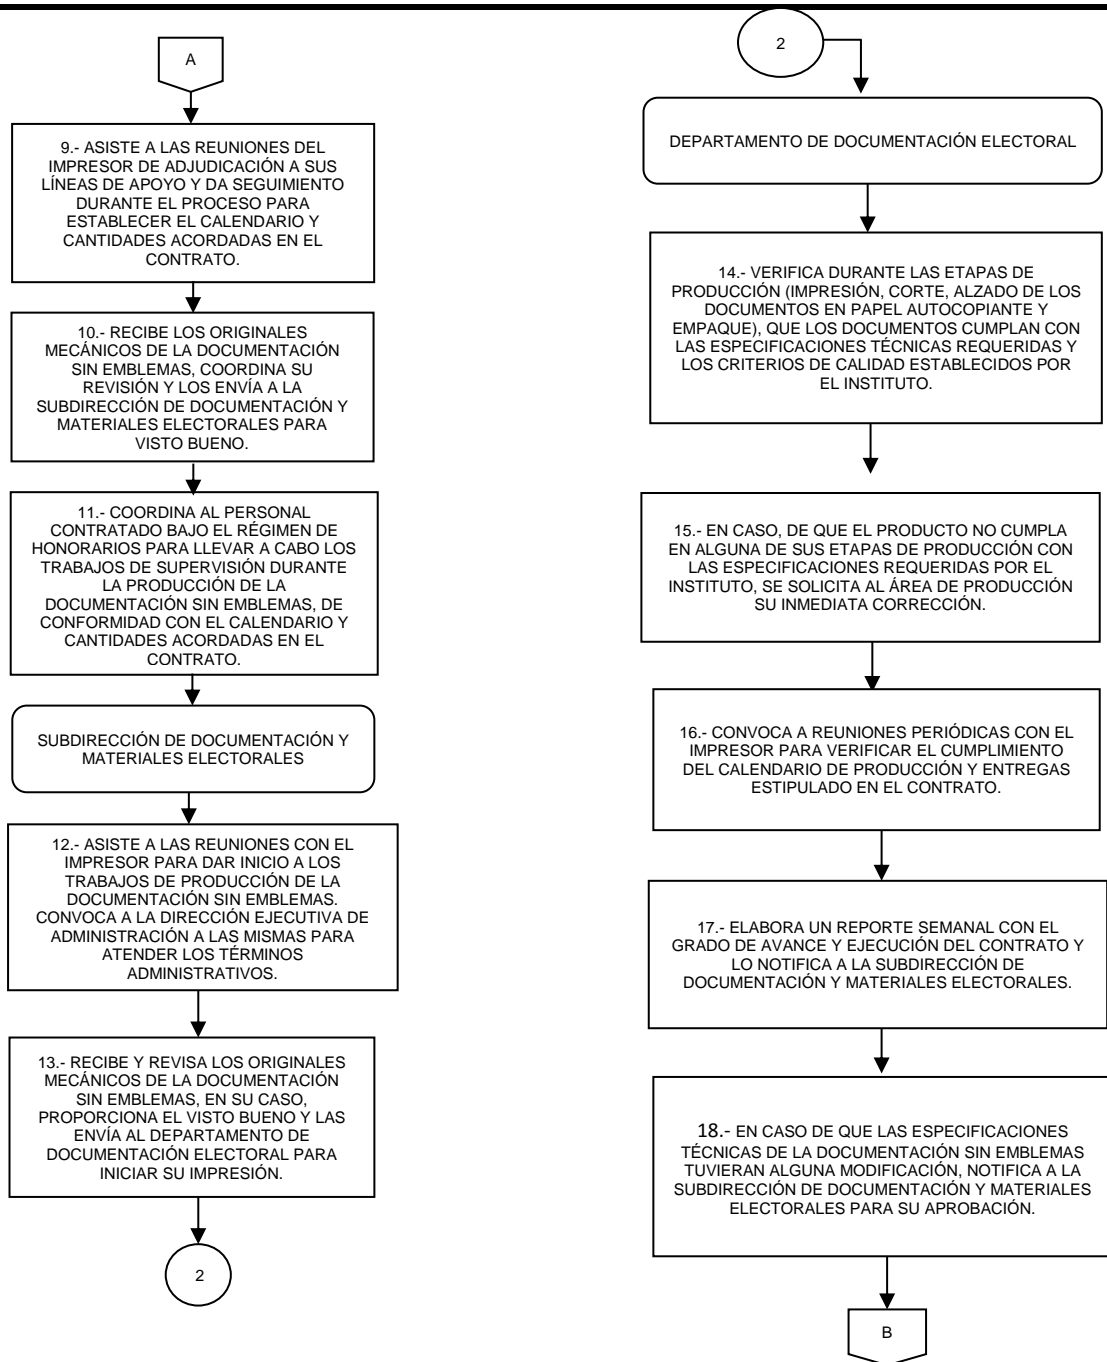 A
9.- ASISTE A LAS REUNIONES DEL
IMPRESOR DE ADJUDICACIÓN A SUS
LÍNEAS DE APOYO Y DA SEGUIMIENTO
DURANTE EL PROCESO PARA
ESTABLECER EL CALENDARIO Y
CANTIDADES ACORDADAS EN EL
CONTRATO.
10.- RECIBE LOS ORIGINALES
MECÁNICOS DE LA DOCUMENTACIÓN
SIN EMBLEMAS, COORDINA SU
REVISIÓN Y LOS ENVÍA A LA
SUBDIRECCIÓN DE DOCUMENTACIÓN Y
MATERIALES ELECTORALES PARA
VISTO BUENO.
11.- COORDINA AL PERSONAL
CONTRATADO BAJO EL RÉGIMEN DE
HONORARIOS PARA LLEVAR A CABO LOS
TRABAJOS DE SUPERVISIÓN DURANTE
LA PRODUCCIÓN DE LA
DOCUMENTACIÓN SIN EMBLEMAS, DE
CONFORMIDAD CON EL CALENDARIO Y
CANTIDADES ACORDADAS EN EL
CONTRATO.
SUBDIRECCIÓN DE DOCUMENTACIÓN Y
MATERIALES ELECTORALES
12.- ASISTE A LAS REUNIONES CON EL
IMPRESOR PARA DAR INICIO A LOS
TRABAJOS DE PRODUCCIÓN DE LA
DOCUMENTACIÓN SIN EMBLEMAS.
CONVOCA A LA DIRECCIÓN EJECUTIVA DE
ADMINISTRACIÓN A LAS MISMAS PARA
ATENDER LOS TÉRMINOS
ADMINISTRATIVOS.
13.- RECIBE Y REVISA LOS ORIGINALES
MECÁNICOS DE LA DOCUMENTACIÓN
SIN EMBLEMAS, EN SU CASO,
PROPORCIONA EL VISTO BUENO Y LAS
ENVÍA AL DEPARTAMENTO DE
DOCUMENTACIÓN ELECTORAL PARA
INICIAR SU IMPRESIÓN.
2
2
DEPARTAMENTO DE DOCUMENTACIÓN ELECTORAL
14.- VERIFICA DURANTE LAS ETAPAS DE
PRODUCCIÓN (IMPRESIÓN, CORTE, ALZADO DE LOS
DOCUMENTOS EN PAPEL AUTOCOPIANTE Y
EMPAQUE), QUE LOS DOCUMENTOS CUMPLAN CON
LAS ESPECIFICACIONES TÉCNICAS REQUERIDAS Y
LOS CRITERIOS DE CALIDAD ESTABLECIDOS POR
EL INSTITUTO.
15.- EN CASO, DE QUE EL PRODUCTO NO CUMPLA
EN ALGUNA DE SUS ETAPAS DE PRODUCCIÓN CON
LAS ESPECIFICACIONES REQUERIDAS POR EL
INSTITUTO, SE SOLICITA AL ÁREA DE PRODUCCIÓN
SU INMEDIATA CORRECCIÓN.
16.- CONVOCA A REUNIONES PERIÓDICAS CON EL
IMPRESOR PARA VERIFICAR EL CUMPLIMIENTO
DEL CALENDARIO DE PRODUCCIÓN Y ENTREGAS
ESTIPULADO EN EL CONTRATO.
17.- ELABORA UN REPORTE SEMANAL CON EL
GRADO DE AVANCE Y EJECUCIÓN DEL CONTRATO Y
LO NOTIFICA A LA SUBDIRECCIÓN DE
DOCUMENTACIÓN Y MATERIALES ELECTORALES.
18.- EN CASO DE QUE LAS ESPECIFICACIONES
TÉCNICAS DE LA DOCUMENTACIÓN SIN EMBLEMAS
TUVIERAN ALGUNA MODIFICACIÓN, NOTIFICA A LA
SUBDIRECCIÓN DE DOCUMENTACIÓN Y MATERIALES
ELECTORALES PARA SU APROBACIÓN.
B